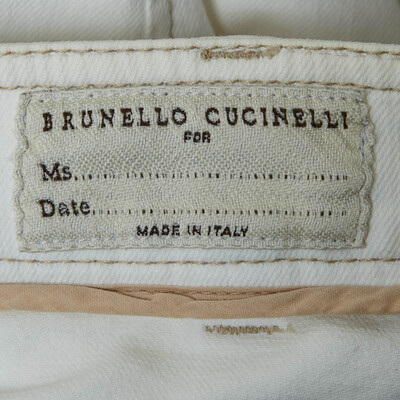 BRUNELLO CUCINELLI
FOR
Ms...............................
Date.............................
MADE IN ITALY